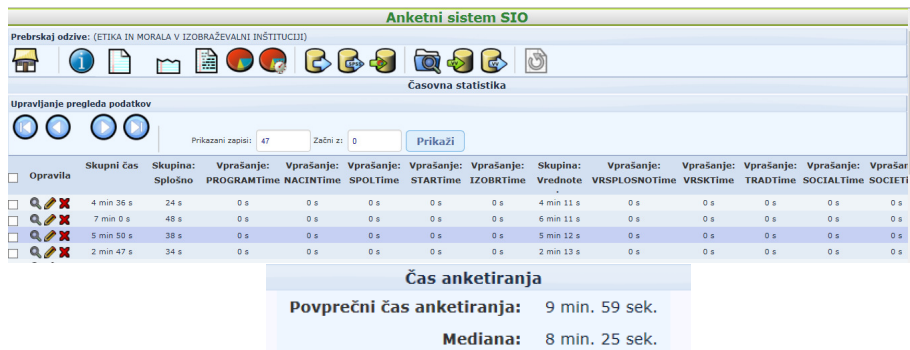 Anketni sistem SIO
Prebrskaj odzive: (ETIKA IN MORALA V IZOBRAŽEVALNI INŠTITUCIJI)
SPSS
VV
VV
Časovna statistika
Upravljanje pregleda podatkov
Prikazani zapisi: 47 Začni z: 0 Prikaži
Opravila Skupni čas Skupina: Vprašanje: Vprašanje: Vprašanje: Vprašanje: Vprašanje: Skupina: Vprašanje: Vprašanje: Vprašanje: Vprašanje: Vprašan
Splošno PROGRAMTime NACINTime SPOLTime STARTime IZOBRTime Vrednote VRSPLOSNOTime VRSKTime TRADTime SOCIALTime SOCIETi
4 min 36 s 24 s 0 s 0 s 0 s 0 s 0 s 4 min 11 s 0 s 0 s 0 s 0 s 0 s
7 min 0 s 48 s 0 s 0 s 0 s 0 s 0 s 6 min 11 s 0 s 0 s 0 s 0 s 0 s
5 min 50 s 38 s 0 s 0 s 0 s 0 s 0 s 5 min 12 s 0 s 0 s 0 s 0 s 0 s
2 min 47 s 34 s 0 s 0 s 0 s 0 s 0 s 2 min 13 s 0 s 0 s 0 s 0 s 0 s
Čas anketiranja
Povprečni čas anketiranja: 9 min. 59 sek.
Mediana: 8 min. 25 sek.